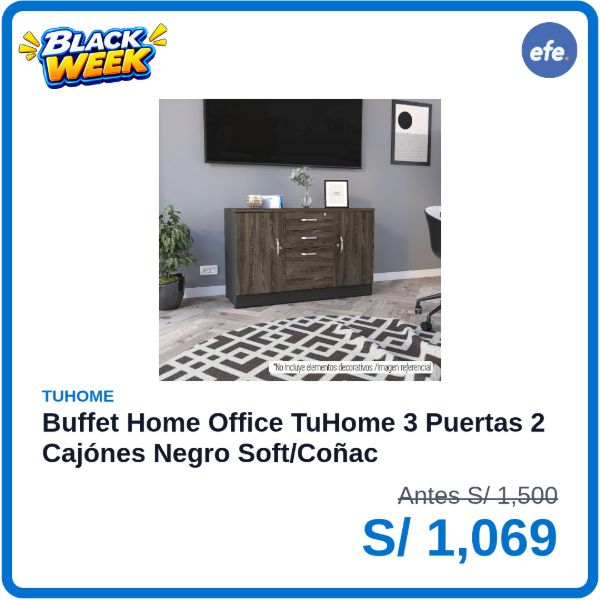 BLACK
WEEK
efe.
*No incluye elementos decorativos /Imagen referencial
TUHOME
Buffet Home Office TuHome 3 Puertas 2
Cajónes Negro Soft/Coñac
Antes S/ 1,500
S/ 1,069